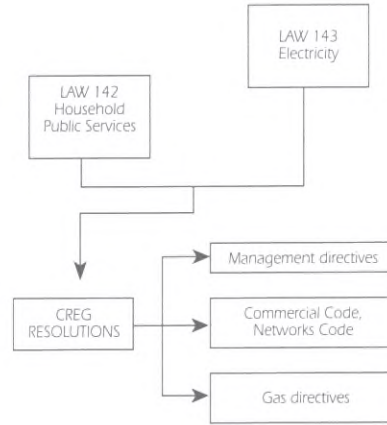 LAW 143
Electricity
LAW 142
Household
Public Services
Management directives
CREG
RESOLUTIONS
Commercial Code,
Networks Code
Gas directives